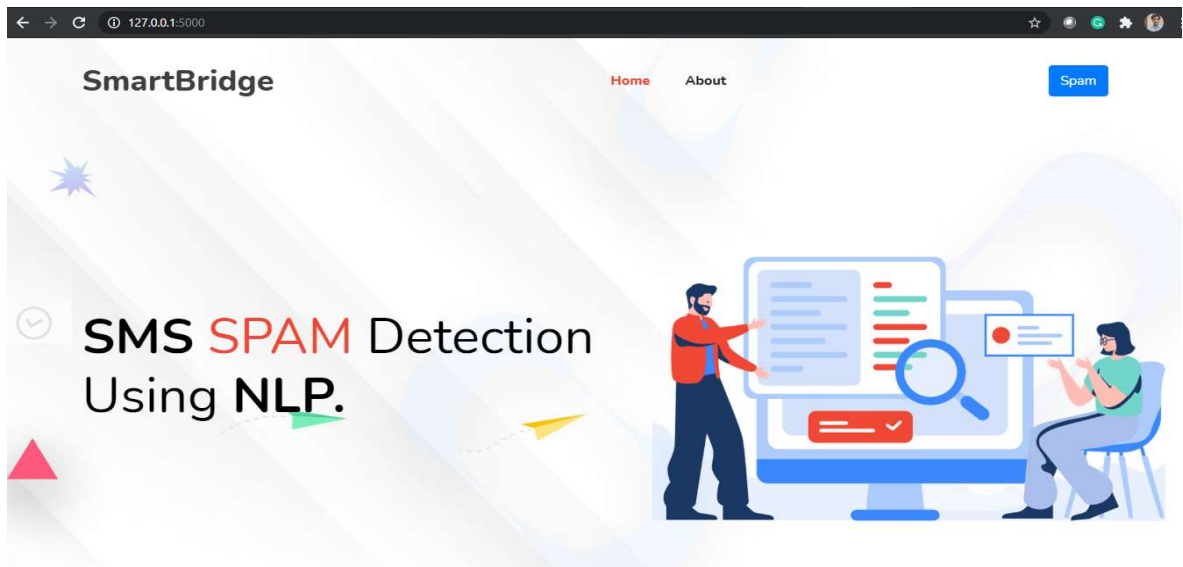 127.0.0.1:5000
SmartBridge
Home
About
Spam
SMS SPAM Detection
Using NLP.